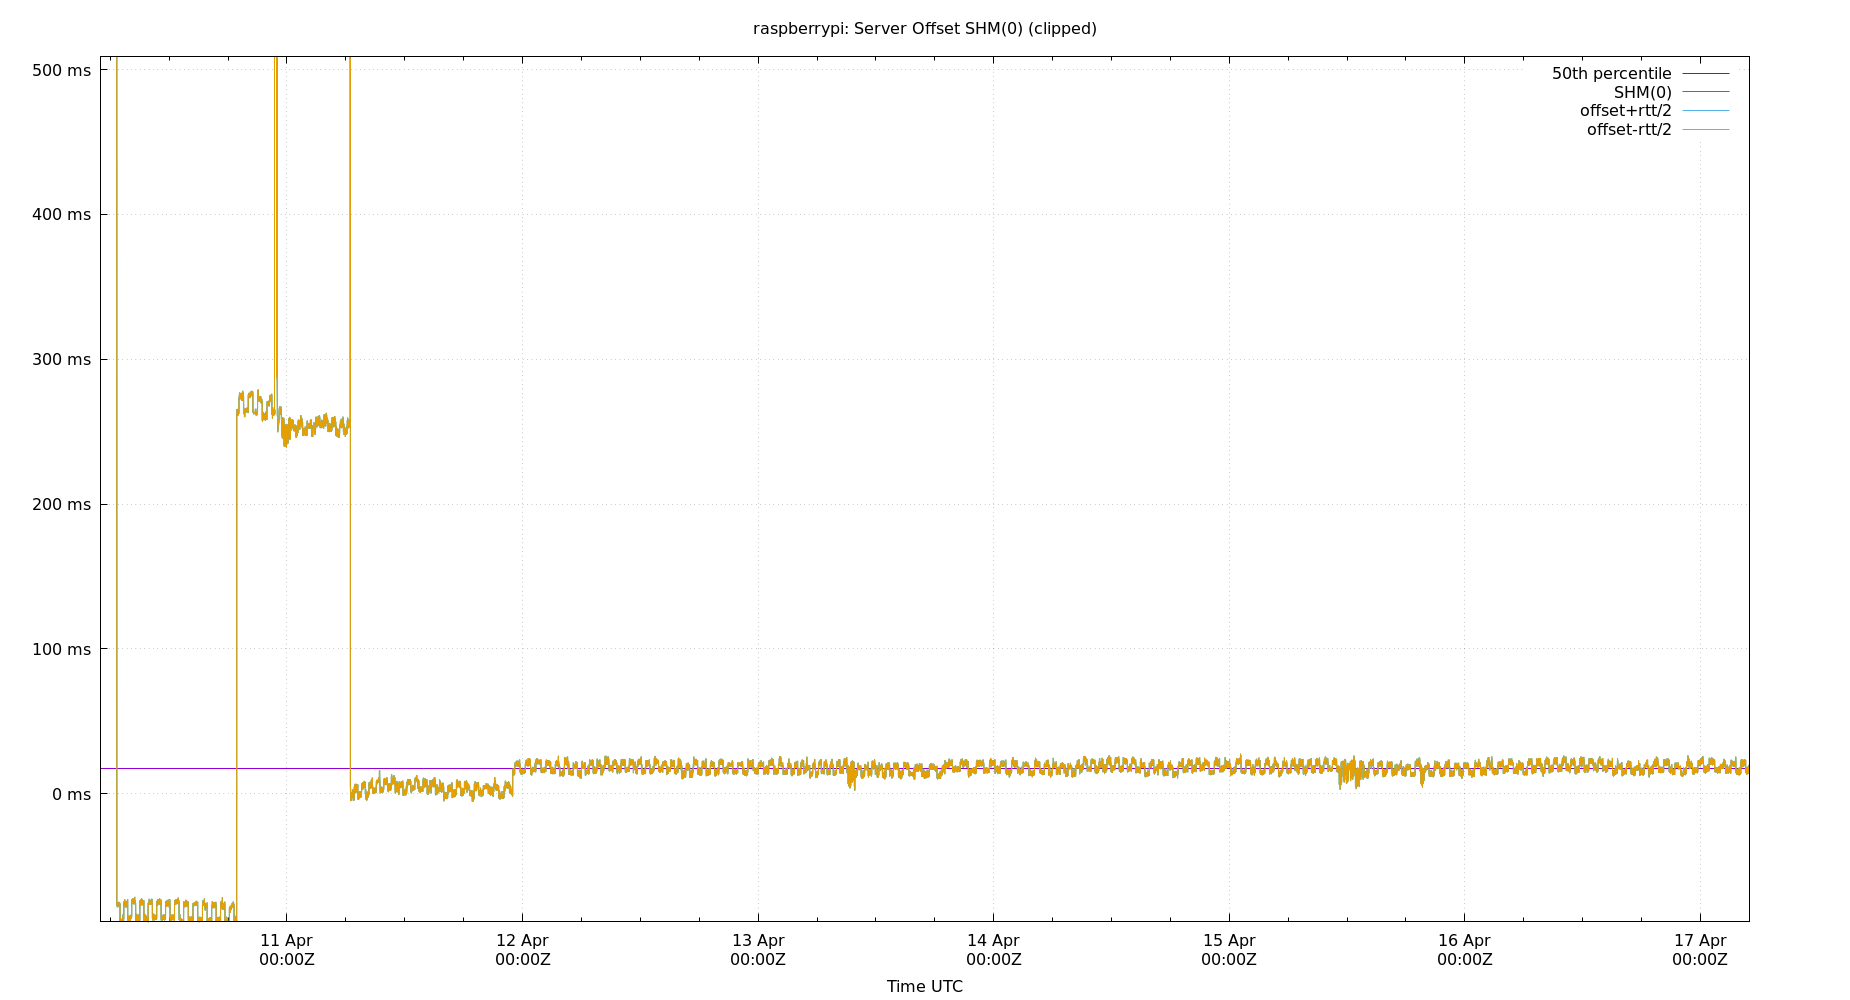 raspberrypi: Server Offset SHM(0) (clipped)
500 ms
400 ms
300 ms
200 ms
100 ms
0 ms
50th percentile
SHM(0)
offset+rtt/2
offset-rtt/2
11 Apr 12 Apr 13 Apr 14 Apr 15 Apr 16 Apr 17 Apr
00:00Z 00:00Z 00:00Z 00:00Z 00:00Z 00:00Z 00:00Z
Time UTC